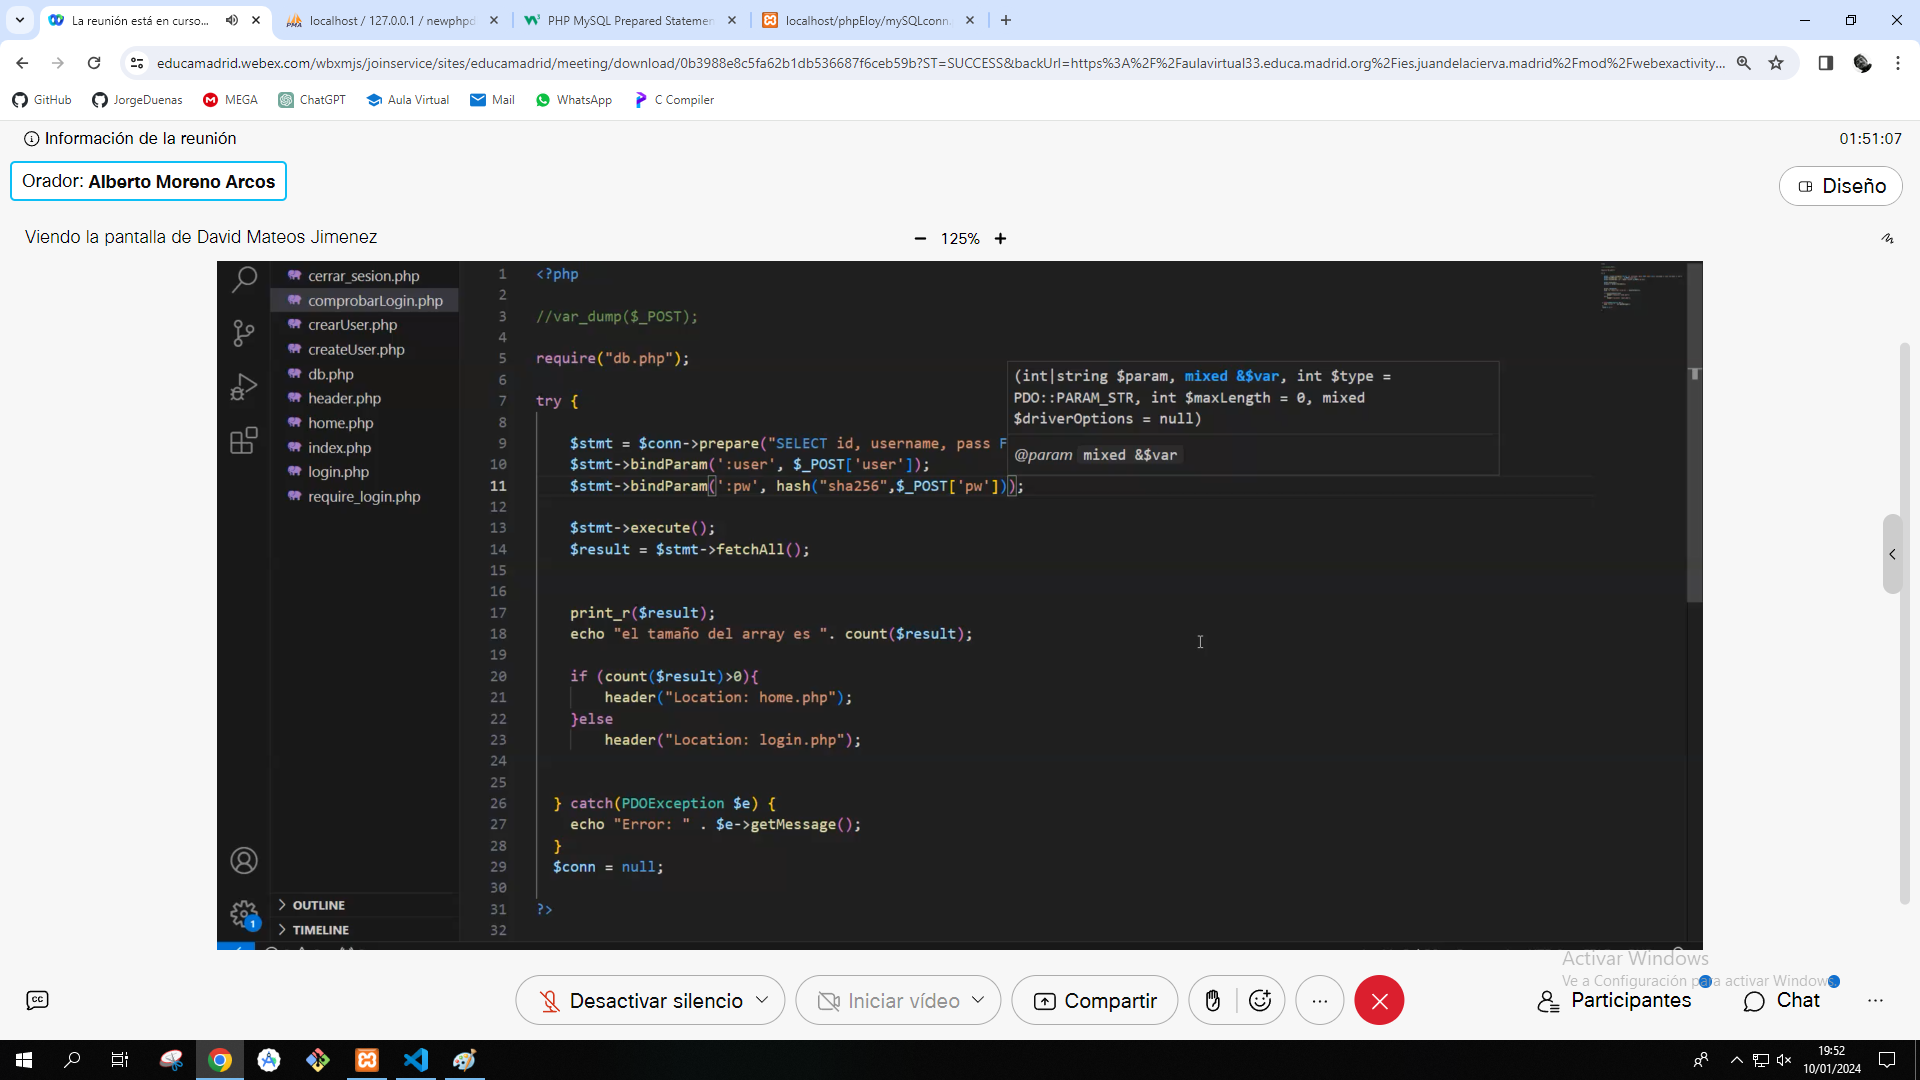 La reunión está en curso...
localhost / 127.0.0.1 / newphpd
PHP MySQL Prepared Statemen
localhost/phpEloy/mySQLconn.
educamadrid.webex.com/wbxmjs/joinservice/sites/educamadrid/meeting/download/0b3988e8c5fa62b1db536687f6ceb59b?ST=SUCCESS&backUrl=https%3A%2F%2Faulavirtual33.educa.madrid.org%2Fies.juandelacierva.madrid%2Fmod%2Fwebexactivity...
GitHub
JorgeDuenas
MEGA
ChatGPT
Aula Virtual
Mail
WhatsApp
C Compiler
Información de la reunión
01:51:07
Orador: Alberto Moreno Arcos
Diseño
Viendo la pantalla de David Mateos Jimenez
125%
cerrar_sesion.php
comprobarLogin.php
crearUser.php
createUser.php
db.php
header.php
home.php
index.php
login.php
require_login.php
OUTLINE
TIMELINE
1
1 <?php
2
3 //var_dump($_POST);
4
5 require("db.php");
6
7 try {
8
9 $stmt = $conn->prepare("SELECT id, username, pass F
10 $stmt->bindParam(':user', $_POST['user']);
11 $stmt->bindParam(':pw', hash("sha256",$_POST['pw']));
12
13 $stmt->execute();
14 $result = $stmt->fetchAll();
15
16
17 print_r($result);
18 echo "el tamaño del array es ". count($result);
19
20 if (count($result)>0){
21 header("Location: home.php");
22 }else
23 header("Location: login.php");
24
25
26 } catch(PDOException $e) {
27 echo "Error: " . $e->getMessage();
28 }
29 $conn = null;
30
31 ?>
32
(int|string $param, mixed &$var, int $type =
PDO::PARAM_STR, int $maxLength = 0, mixed
$driverOptions = null)
@param mixed &$var
Activar Windows
Ve a Configuración para activar Windows.
CC
Desactivar silencio
Iniciar vídeo
Compartir
Participantes
Chat
19:52
10/01/2024